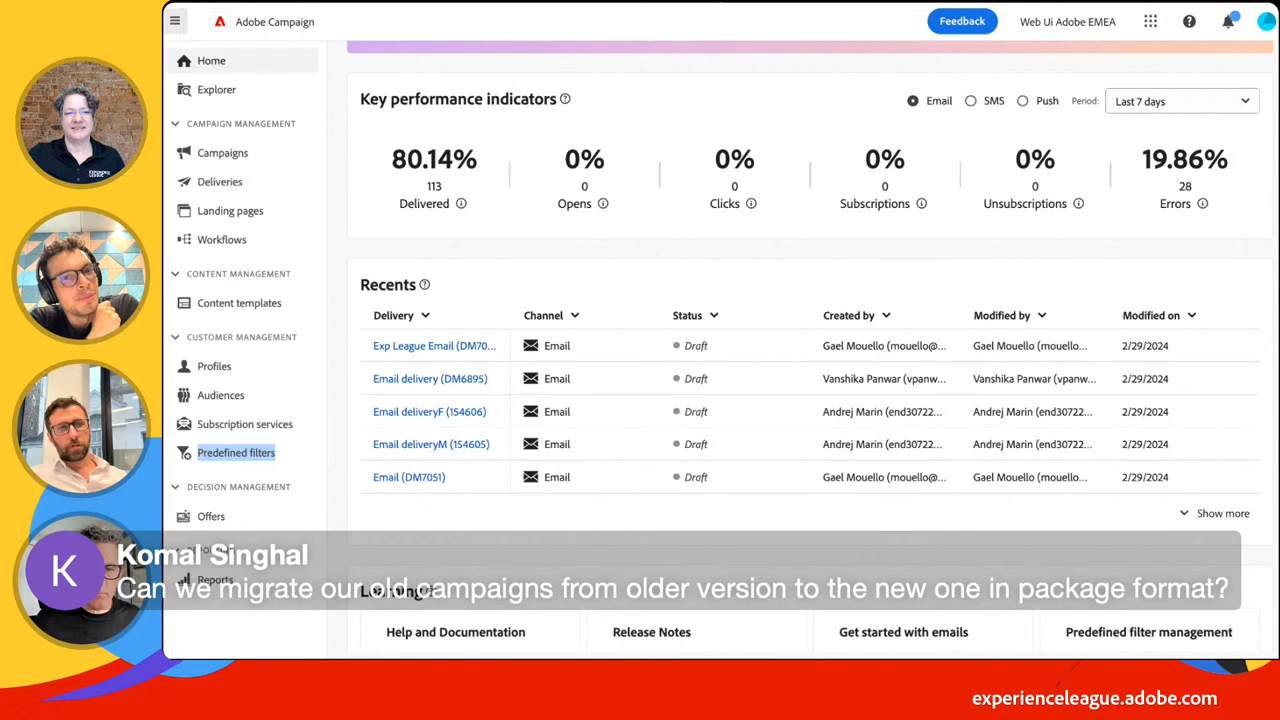 Adobe Campaign
Feedback
Web Ui Adobe EMEA
Home
Explorer
CAMPAIGN MANAGEMENT
Campaigns
Deliveries
Landing pages
Workflows
CONTENT MANAGEMENT
Content templates
CUSTOMER MANAGEMENT
Profiles
Audiences
Subscription services
Predefined filters
DECISION MANAGEMENT
Offers
Reports
Key performance indicators
Email SMS Push Period: Last 7 days
80.14% 0% 0% 0% 0% 19.86%
113 0 0 0 0 28
Delivered Opens Clicks Subscriptions Unsubscriptions Errors
Recents
Delivery Channel Status Created by Modified by Modified on
Exp League Email (DM70... Email Draft Gael Mouello (mouello@... Gael Mouello (mouello... 2/29/2024
Email delivery (DM6895) Email Draft Vanshika Panwar (vpanw... Vanshika Panwar (vpanw... 2/29/2024
Email deliveryF (154606) Email Draft Andrej Marin (end30722... Andrej Marin (end30722... 2/29/2024
Email deliveryM (154605) Email Draft Andrej Marin (end30722... Andrej Marin (end30722... 2/29/2024
Email (DM7051) Email Draft Gael Mouello (mouello@... Gael Mouello (mouello... 2/29/2024
Show more
K
Komal Singhal
Can we migrate our old campaigns from older version to the new one in package format?
Learning
Help and Documentation Release Notes Get started with emails Predefined filter management
experienceleague.adobe.com